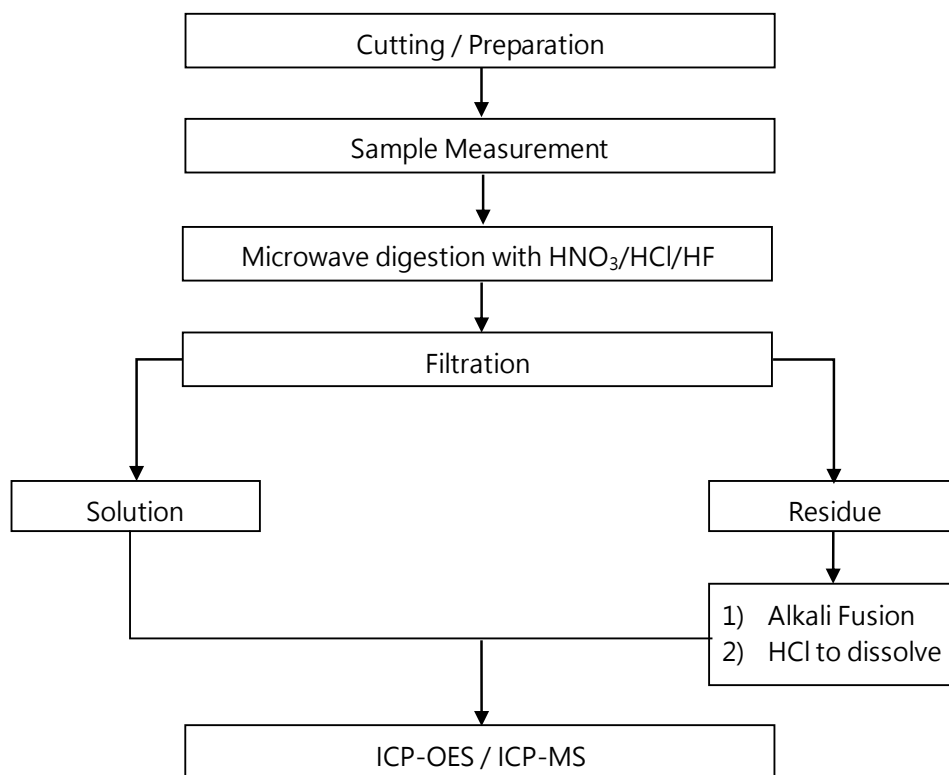 Cutting / Preparation
Sample Measurement
Microwave digestion with HNO₃/HCl/HF
Filtration
Solution
Residue
1) Alkali Fusion
2) HCl to dissolve
ICP-OES / ICP-MS